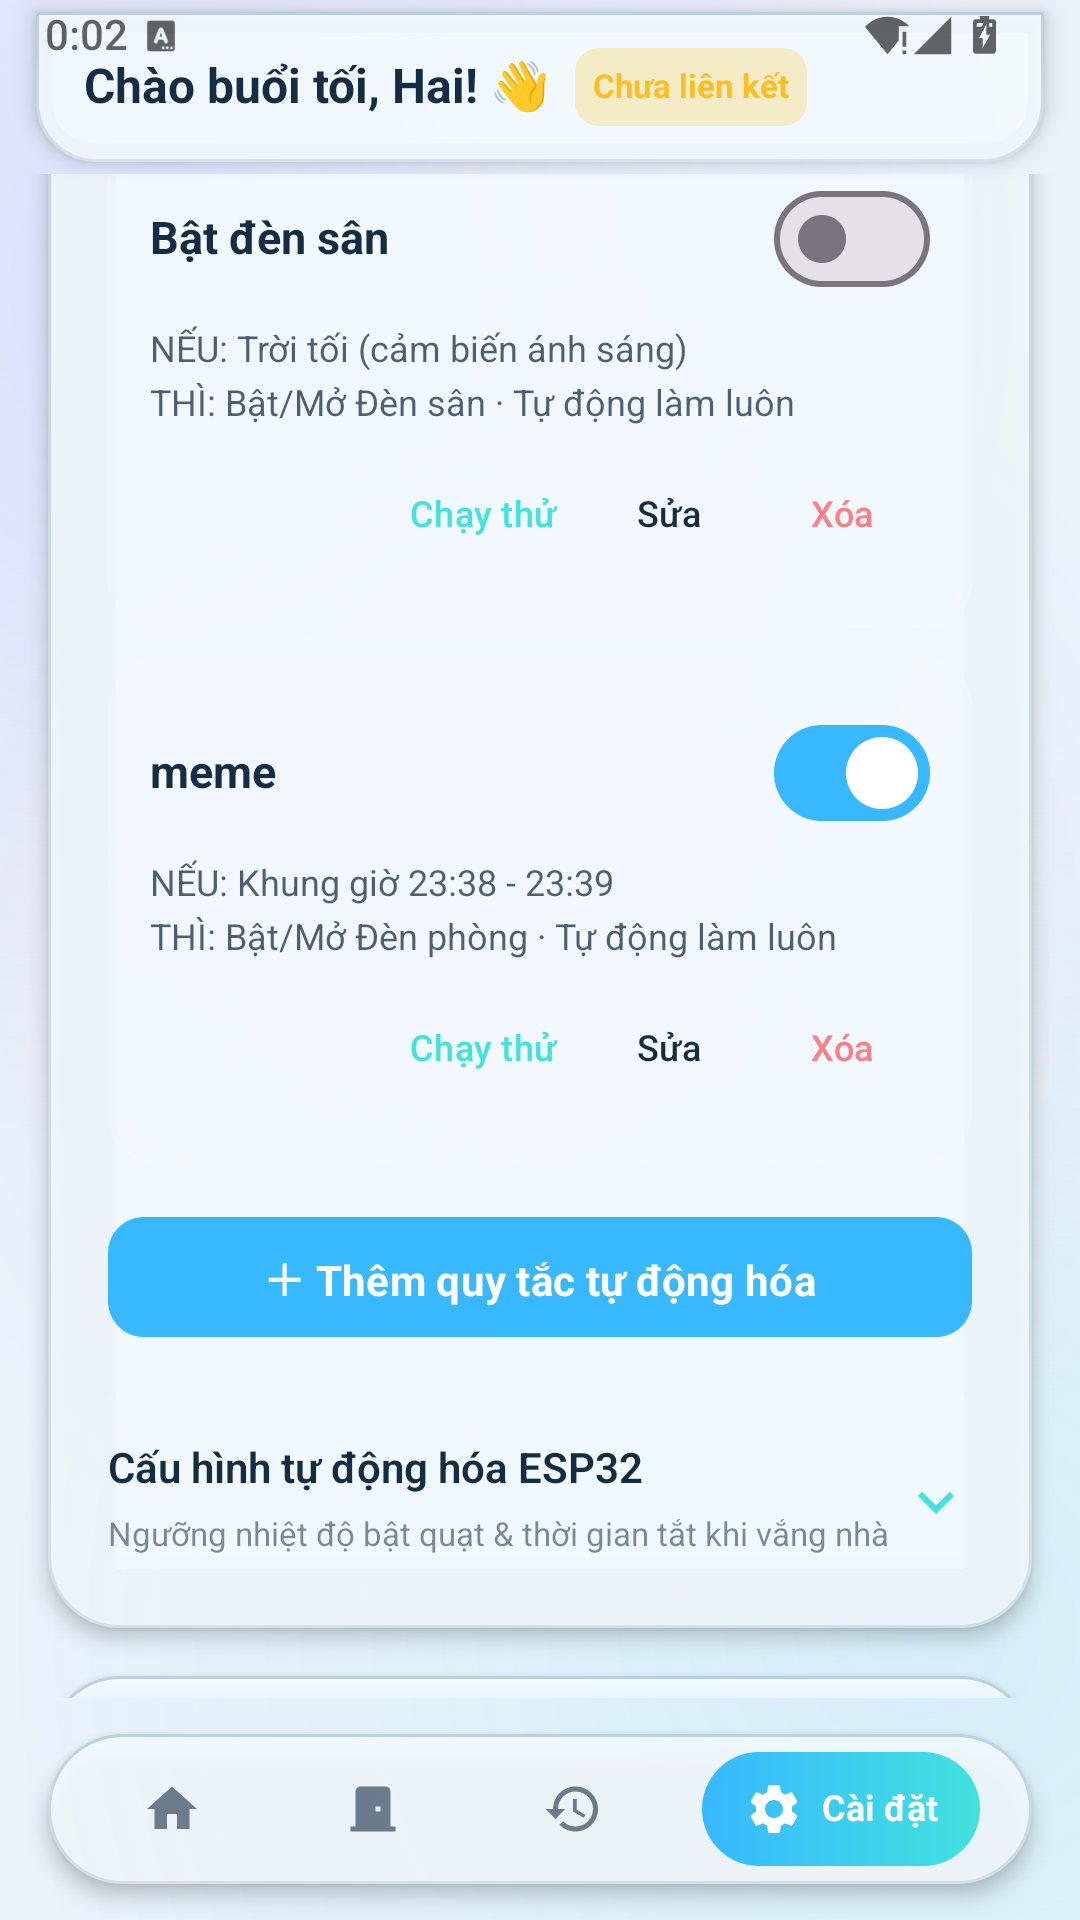 0:02
Chào buổi tối, Hai! 👋
Chưa liên kết
Bật đèn sân
NẾU: Trời tối (cảm biến ánh sáng)
THÌ: Bật/Mở Đèn sân · Tự động làm luôn
Chạy thử Sửa Xóa
meme
NẾU: Khung giờ 23:38 - 23:39
THÌ: Bật/Mở Đèn phòng · Tự động làm luôn
Chạy thử Sửa Xóa
+ Thêm quy tắc tự động hóa
Cấu hình tự động hóa ESP32
Ngưỡng nhiệt độ bật quạt & thời gian tắt khi vắng nhà
Cài đặt